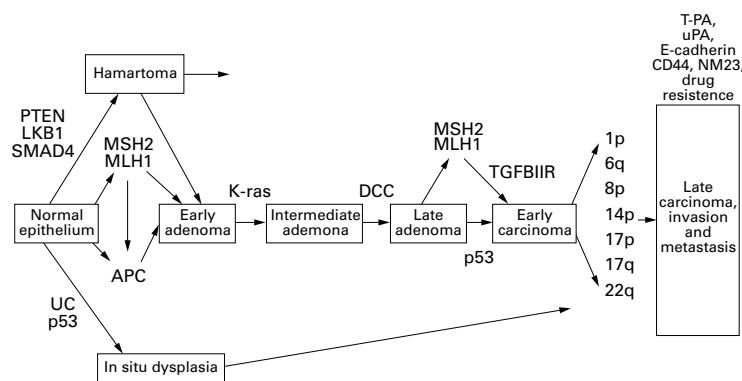 T-PA,
uPA,
E-cadherin
CD44, NM23,
drug
resistence
Hamartoma
PTEN
LKB1
SMAD4
MSH2
MLH1
MSH2
MLH1
TGFBIIR
K-ras
DCC
Normal
epithelium
Early
adenoma
Intermediate
ademona
Late
adenoma
Early
carcinoma
p53
APC
1p
6q
8p
14p
17p
17q
22q
Late
carcinoma,
invasion
and
metastasis
UC
p53
In situ dysplasia